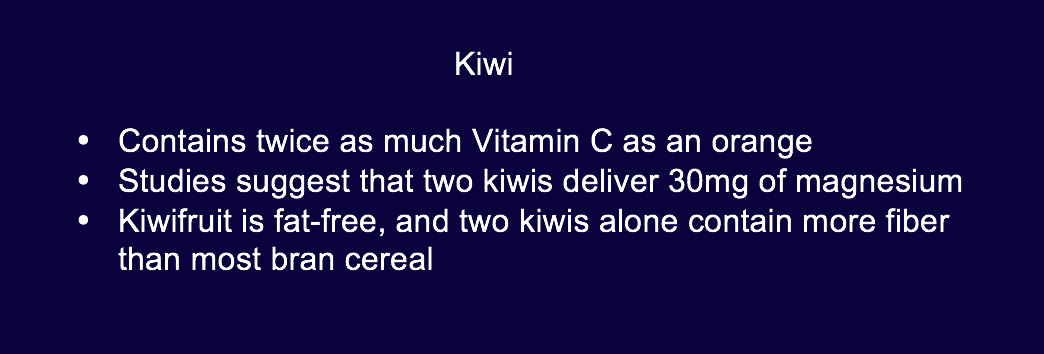 Kiwi
• Contains twice as much Vitamin C as an orange
• Studies suggest that two kiwis deliver 30mg of magnesium
• Kiwifruit is fat-free, and two kiwis alone contain more fiber
than most bran cereal